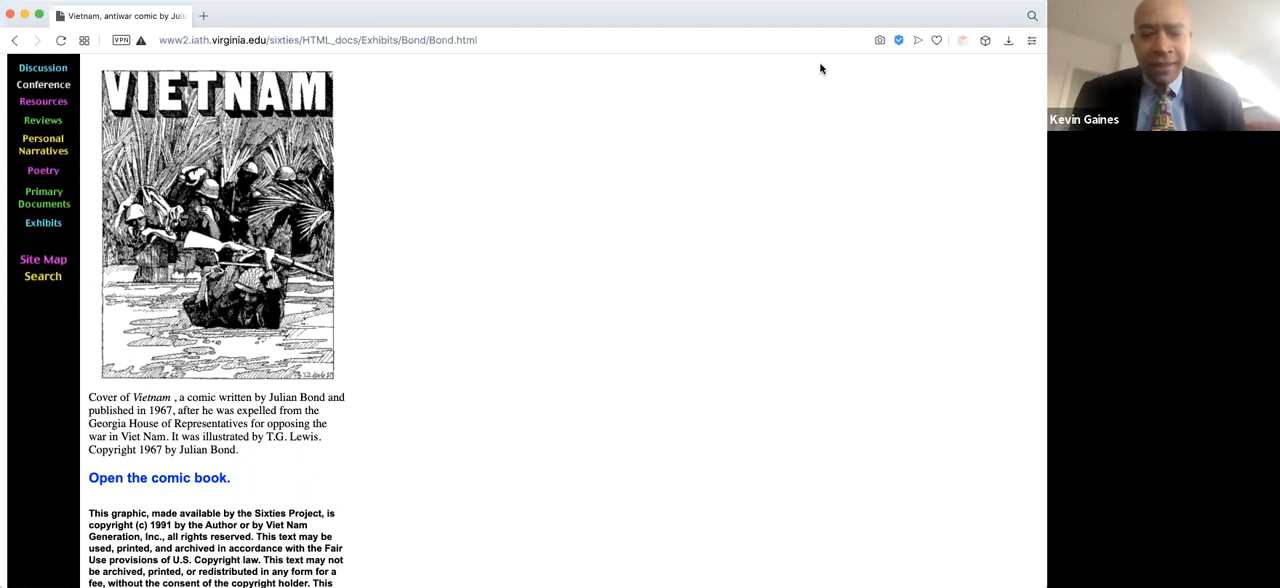 Vietnam, antiwar comic by Juli
VPN
www2.iath.virginia.edu/sixties/HTML_docs/Exhibits/Bond/Bond.html
Discussion
Conference
Resources
Reviews
Personal
Narratives
Poetry
Primary
Documents
Exhibits
Site Map
Search
VIETNAM
Cover of Vietnam , a comic written by Julian Bond and
published in 1967, after he was expelled from the
Georgia House of Representatives for opposing the
war in Viet Nam. It was illustrated by T.G. Lewis.
Copyright 1967 by Julian Bond.
Open the comic book.
This graphic, made available by the Sixties Project, is
copyright (c) 1991 by the Author or by Viet Nam
Generation, Inc., all rights reserved. This text may be
used, printed, and archived in accordance with the Fair
Use provisions of U.S. Copyright law. This text may not
be archived, printed, or redistributed in any form for a
fee, without the consent of the copyright holder. This
Kevin Gaines